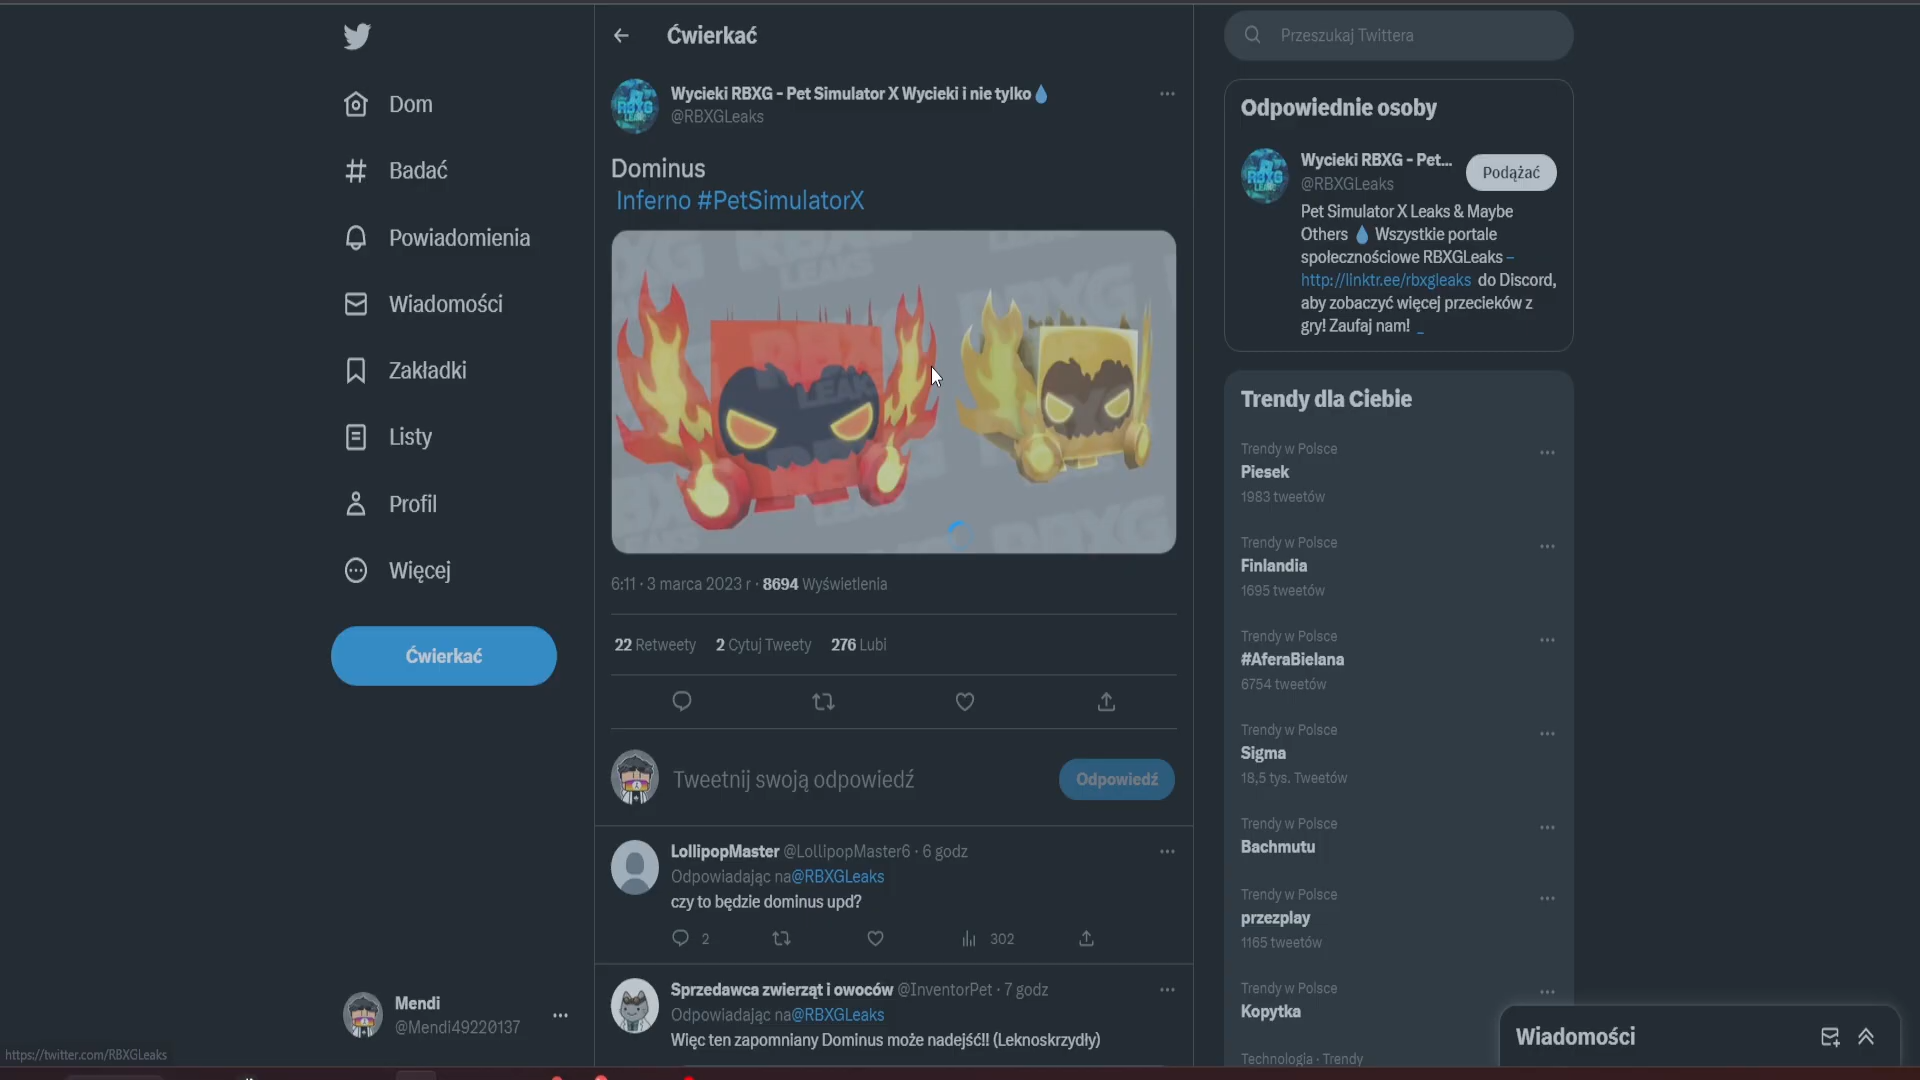 Dom
Badać
Powiadomienia
Wiadomości
Zakładki
Listy
Profil
Więcej
Ćwierkać
Mendi
@Mendi49220137
https://twitter.com/RBXGLeaks
Ćwierkać
Wycieki RBXG - Pet Simulator X Wycieki i nie tylko💧
@RBXGLeaks
Dominus
Inferno #PetSimulatorX
RBXG
LEAKS
6:11 · 3 marca 2023 r · 8694 Wyświetlenia
22 Retweety 2 Cytuj Tweety 276 Lubi
Tweetnij swoją odpowiedź
Odpowiedź
LollipopMaster @LollipopMaster6 · 6 godz
Odpowiadając na@RBXGLeaks
czy to będzie dominus upd?
2 302
Sprzedawca zwierząt i owoców @InventorPet · 7 godz
Odpowiadając na@RBXGLeaks
Więc ten zapomniany Dominus może nadejść!! (Leknoskrzydły)
Przeszukaj Twittera
Odpowiednie osoby
Wycieki RBXG - Pet...
@RBXGLeaks
Podążać
Pet Simulator X Leaks & Maybe
Others 💧 Wszystkie portale
społecznościowe RBXGLeaks –
http://linktr.ee/rbxgleaks do Discord,
aby zobaczyć więcej przecieków z
gry! Zaufaj nam! _
Trendy dla Ciebie
Trendy w Polsce
Piesek
1983 tweetów
Trendy w Polsce
Finlandia
1695 tweetów
Trendy w Polsce
#AferaBielana
6754 tweetów
Trendy w Polsce
Sigma
18,5 tys. Tweetów
Trendy w Polsce
Bachmutu
Trendy w Polsce
przezplay
1165 tweetów
Trendy w Polsce
Kopytka
Technologia · Trendy
Wiadomości